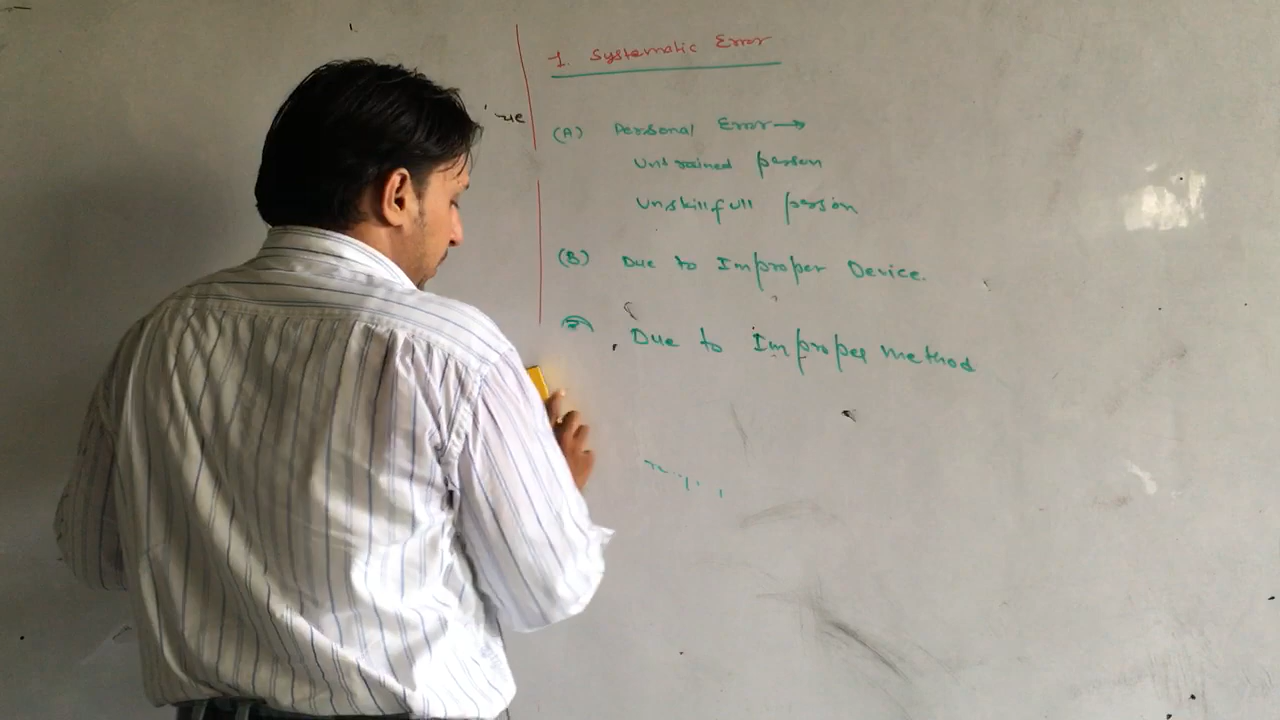 1. Systematic Error
(A) Personal Error →
Untrained person
Unskillfull person
(B) Due to Improper Device.
Due to Improper method